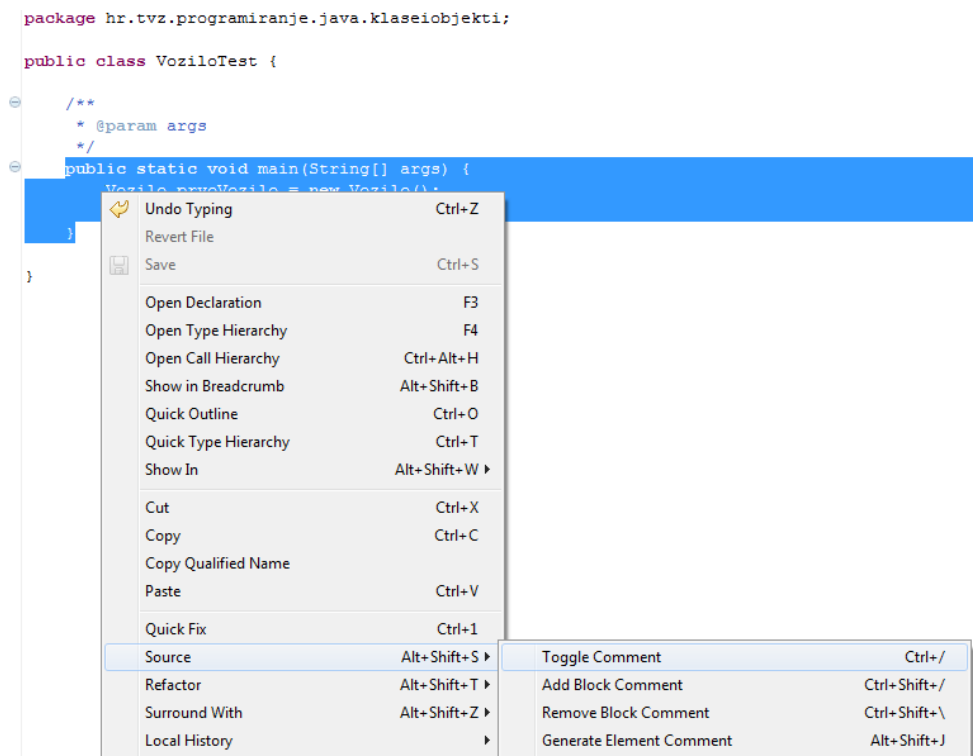 package hr.tvz.programiranje.java.klaseiobjekti;
public class VoziloTest {
/**
* @param args
*/
public static void main(String[] args) {
Vozilo prvoVozilo = new Vozilo();
}
}
Undo Typing Ctrl+Z
Revert File
Save Ctrl+S
Open Declaration F3
Open Type Hierarchy F4
Open Call Hierarchy Ctrl+Alt+H
Show in Breadcrumb Alt+Shift+B
Quick Outline Ctrl+O
Quick Type Hierarchy Ctrl+T
Show In Alt+Shift+W
Cut Ctrl+X
Copy Ctrl+C
Copy Qualified Name
Paste Ctrl+V
Quick Fix Ctrl+1
Source Alt+Shift+S
Refactor Alt+Shift+T
Surround With Alt+Shift+Z
Local History
Toggle Comment Ctrl+/
Add Block Comment Ctrl+Shift+/
Remove Block Comment Ctrl+Shift+\
Generate Element Comment Alt+Shift+J